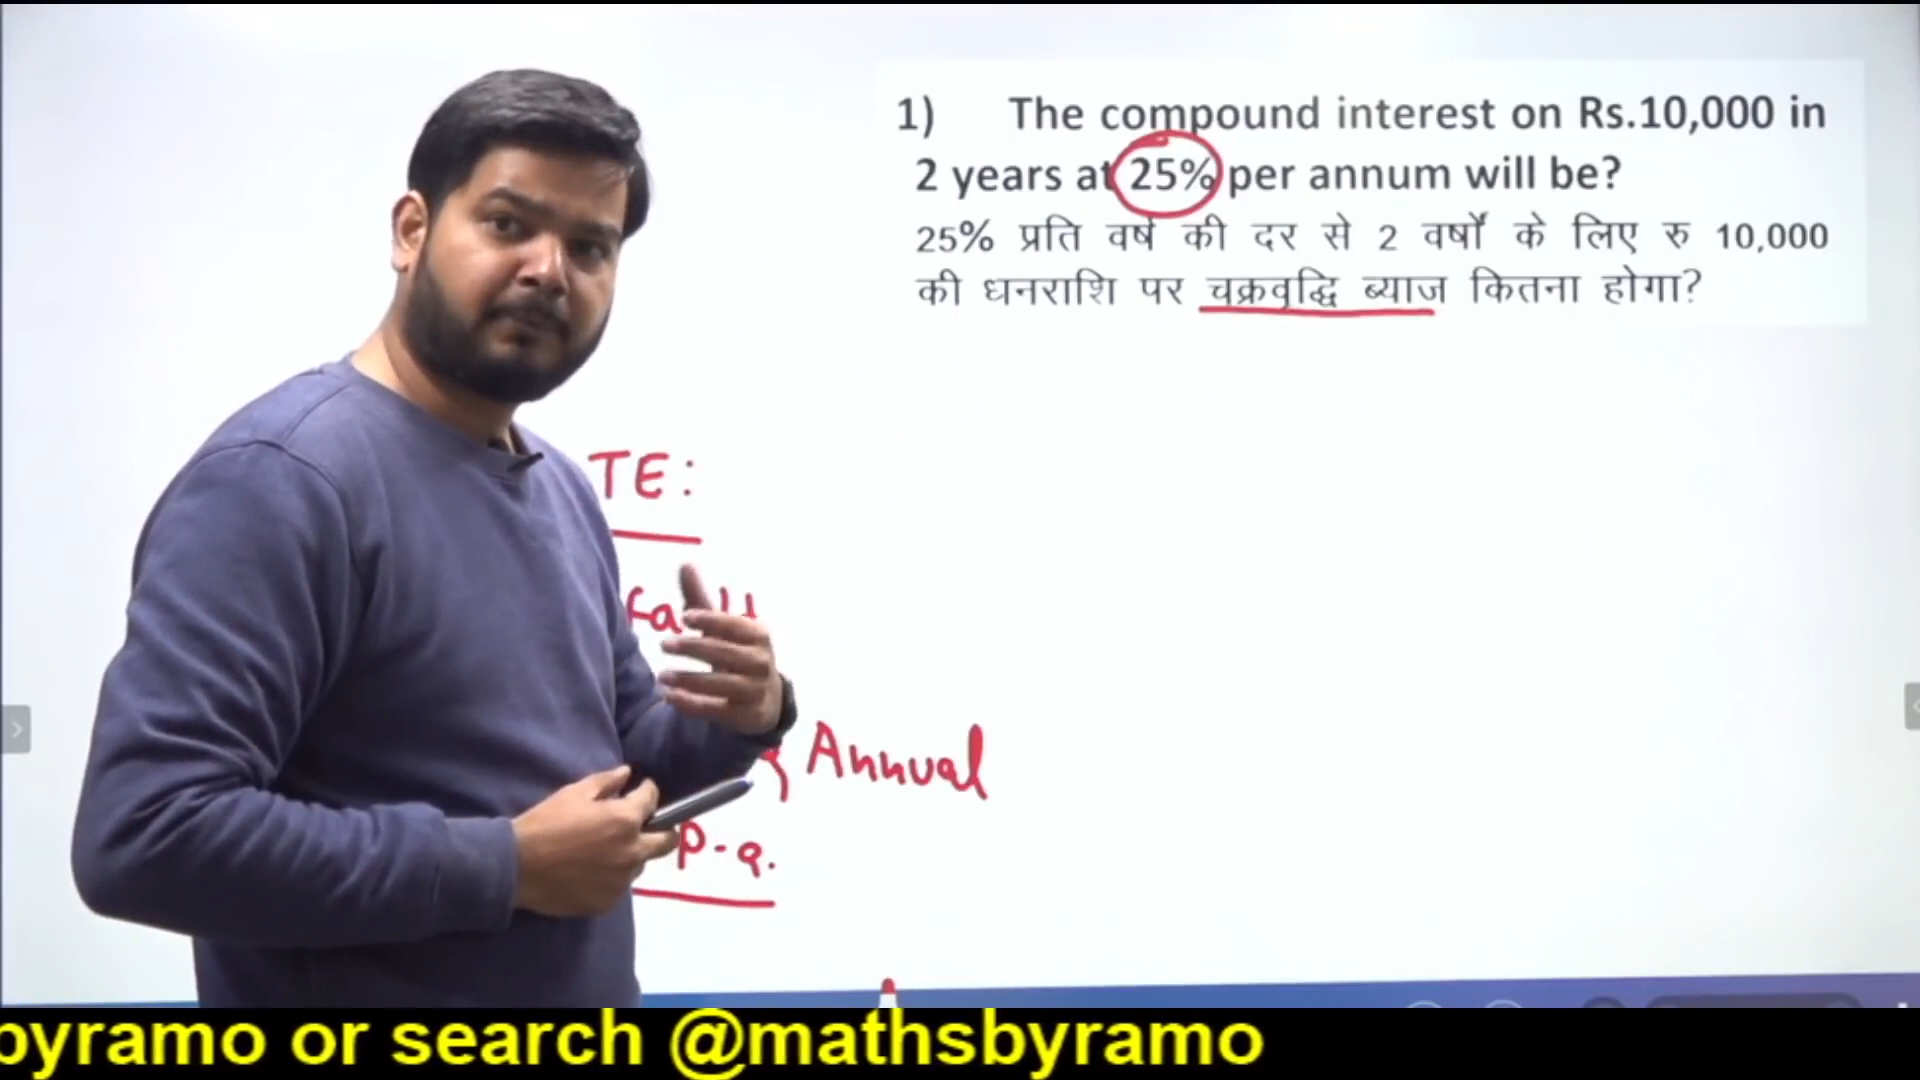 1) The compound interest on Rs.10,000 in
2 years at 25% per annum will be?
25% प्रति वर्ष की दर से 2 वर्षों के लिए रु 10,000
की धनराशि पर चक्रवृद्धि ब्याज कितना होगा?
TE:
Annual
P-a.
byramo or search @mathsbyramo